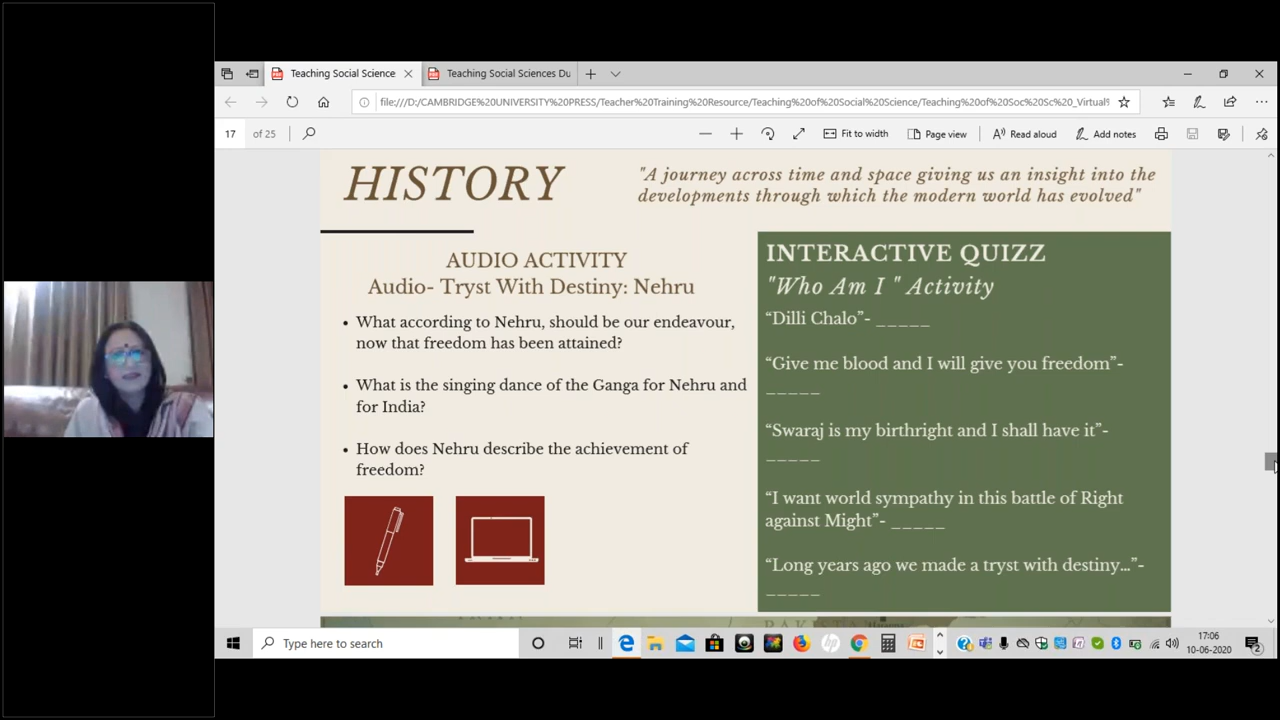 Teaching Social Science
Teaching Social Sciences Du
file:///D:/CAMBRIDGE%20UNIVERSITY%20PRESS/Teacher%20Training%20Resource/Teaching%20of%20Social%20Science/Teaching%20of%20Soc%20Sc%20_Virtual%
17 of 25
Fit to width
Page view
Read aloud
Add notes
HISTORY
"A journey across time and space giving us an insight into the
developments through which the modern world has evolved"
AUDIO ACTIVITY
Audio- Tryst With Destiny: Nehru
• What according to Nehru, should be our endeavour,
now that freedom has been attained?
• What is the singing dance of the Ganga for Nehru and
for India?
• How does Nehru describe the achievement of
freedom?
INTERACTIVE QUIZZ
"Who Am I " Activity
“Dilli Chalo”- _____
“Give me blood and I will give you freedom”-
_____
“Swaraj is my birthright and I shall have it”-
_____
“I want world sympathy in this battle of Right
against Might”- _____
“Long years ago we made a tryst with destiny...”-
_____
Type here to search
17:06
10-06-2020